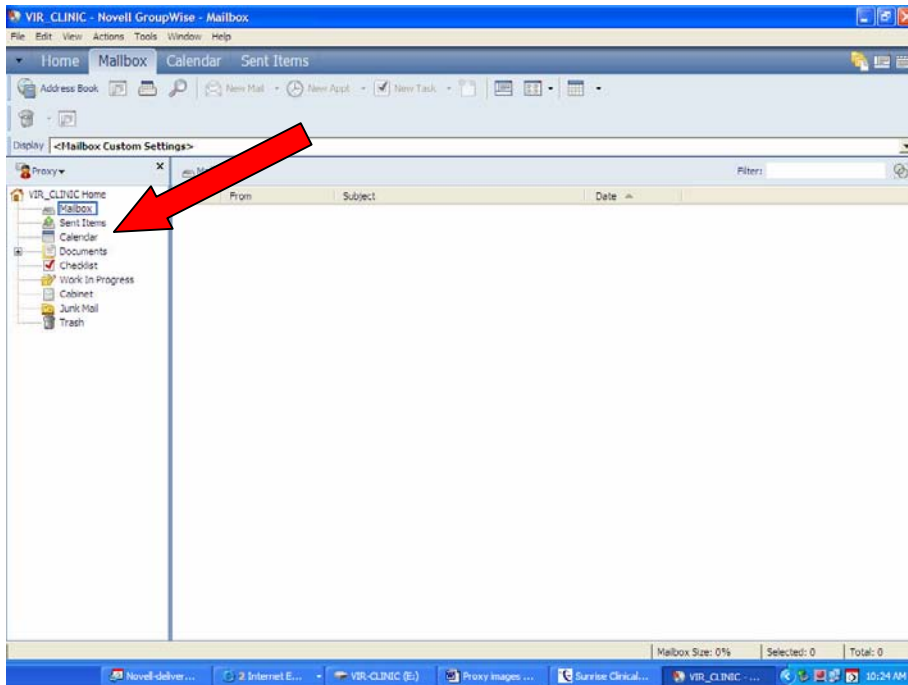 VIR_CLINIC - Novell GroupWise - Mailbox
File Edit View Actions Tools Window Help
Home Mailbox Calendar Sent Items
Address Book New Mail New Appt New Task
Display <Mailbox Custom Settings>
Proxy
Filter:
VIR_CLINIC Home
From Subject Date
Mailbox
Sent Items
Calendar
Documents
Checklist
Work In Progress
Cabinet
Junk Mail
Trash
Mailbox Size: 0% Selected: 0 Total: 0
Novell-deliver... 2 Internet E... VIR-CLINIC (E:) Proxy images ... Sunrise Clinical... VIR_CLINIC - ... 10:24 AM